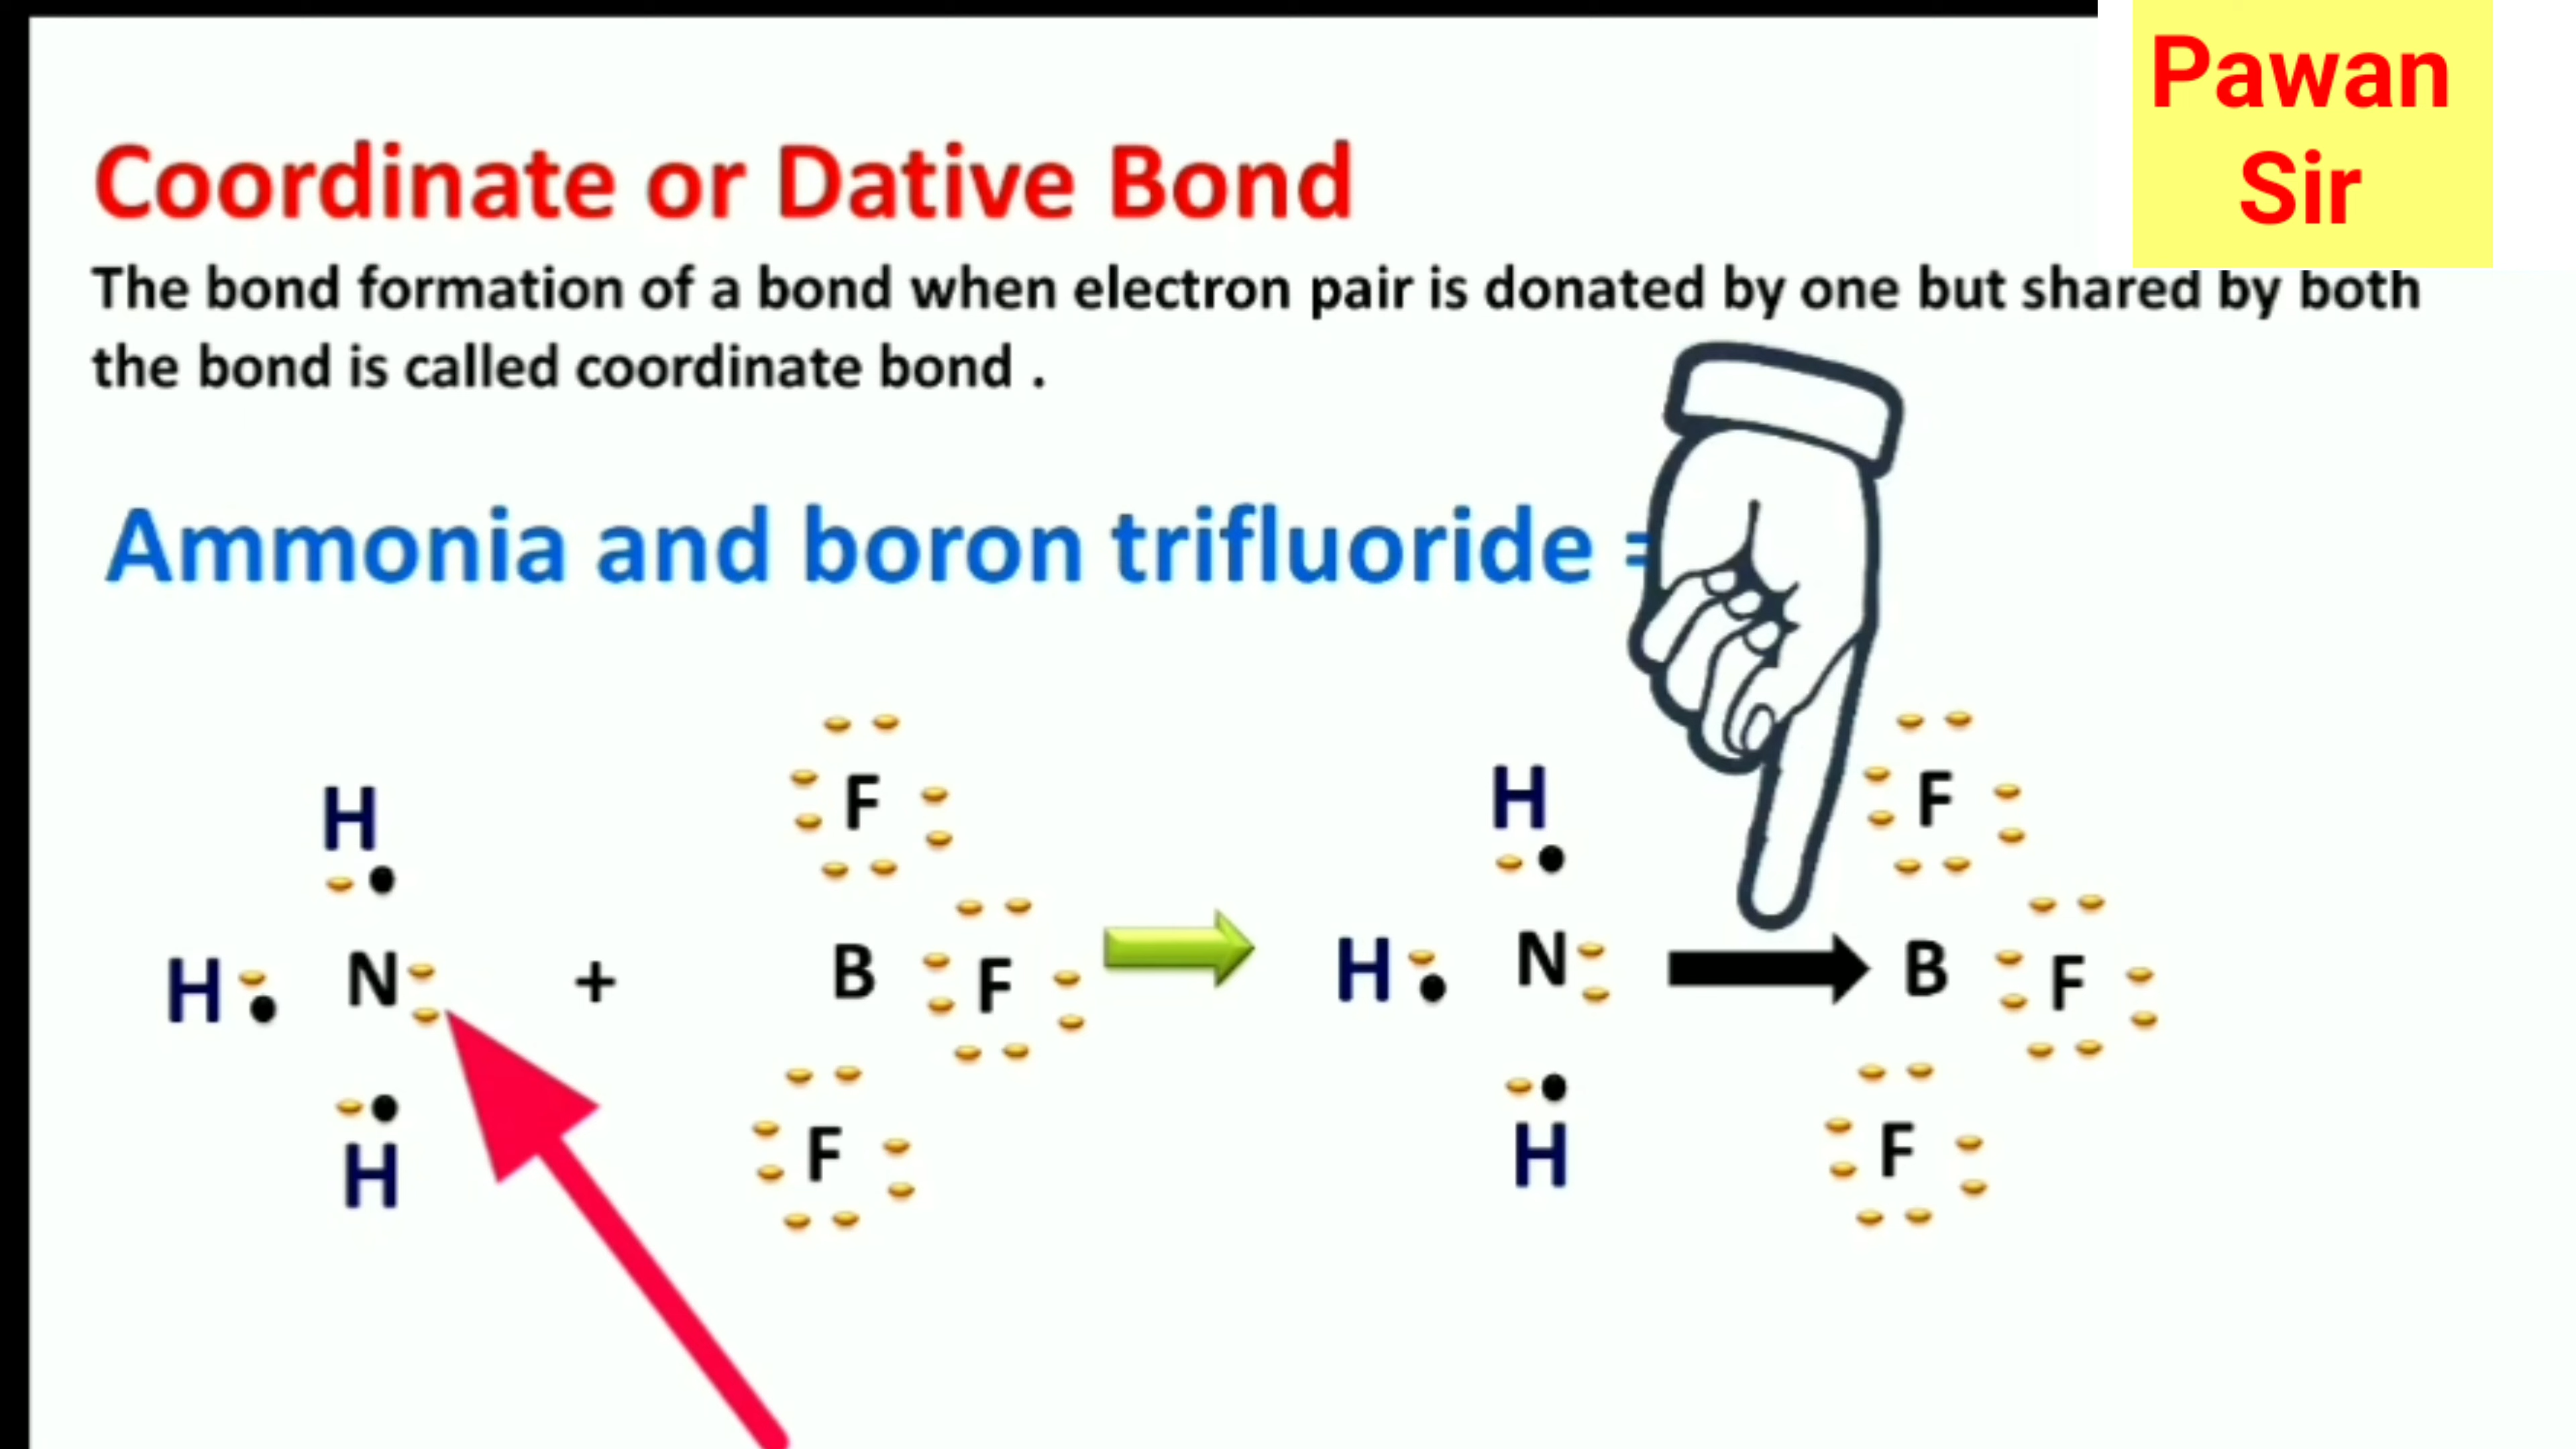 Pawan
Sir
Coordinate or Dative Bond
The bond formation of a bond when electron pair is donated by one but shared by both
the bond is called coordinate bond .
Ammonia and boron trifluoride =
H F H F
H N + B F H N B F
H F H F